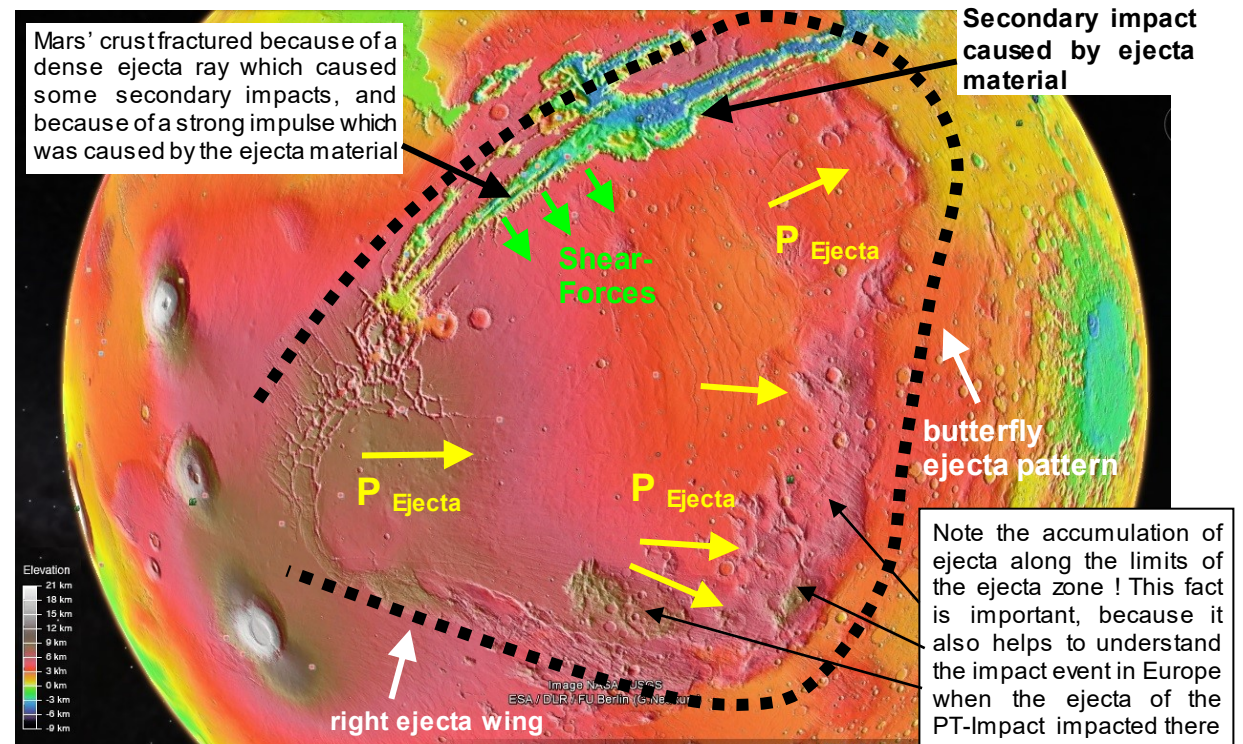 Mars' crust fractured because of a
dense ejecta ray which caused
some secondary impacts, and
because of a strong impulse which
was caused by the ejecta material
Secondary impact
caused by ejecta
material
P Ejecta
Shear-
Forces
butterfly
ejecta pattern
P Ejecta
P Ejecta
Note the accumulation of
ejecta along the limits of
the ejecta zone ! This fact
is important, because it
also helps to understand
the impact event in Europe
when the ejecta of the
PT-Impact impacted there
Elevation
21 km
18 km
15 km
12 km
9 km
6 km
3 km
0 km
-3 km
-6 km
-9 km
Image NASA / USGS
ESA / DLR / FU Berlin (G.
right ejecta wing